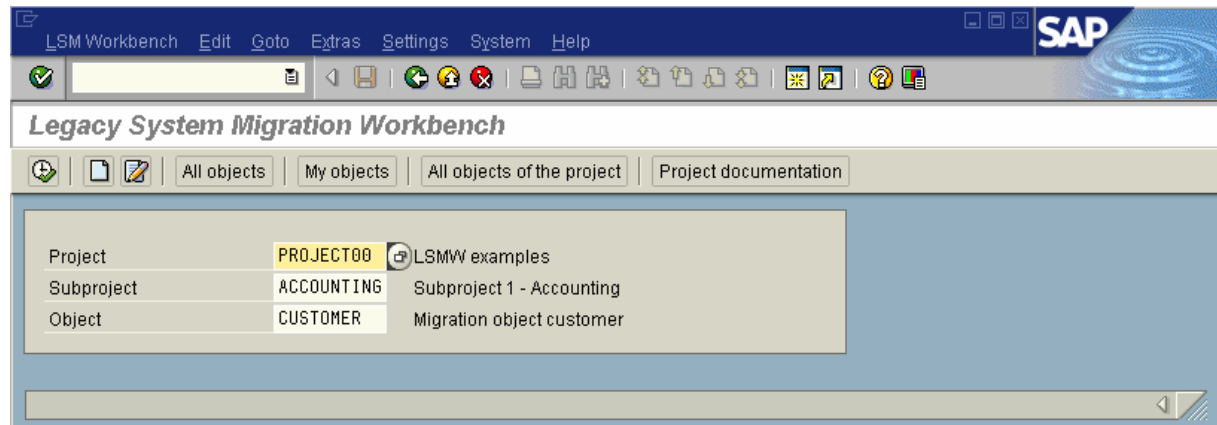 LSM Workbench Edit Goto Extras Settings System Help
SAP
Legacy System Migration Workbench
All objects My objects All objects of the project Project documentation
Project PROJECT00 LSMW examples
Subproject ACCOUNTING Subproject 1 - Accounting
Object CUSTOMER Migration object customer